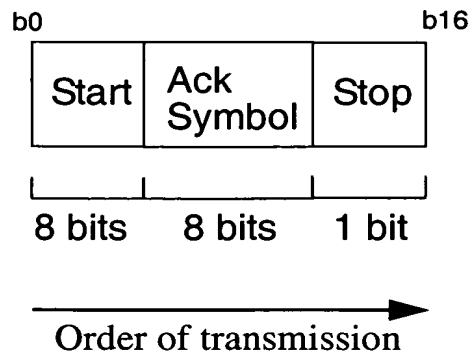 b0 b16
Start Ack Symbol Stop
8 bits 8 bits 1 bit
Order of transmission